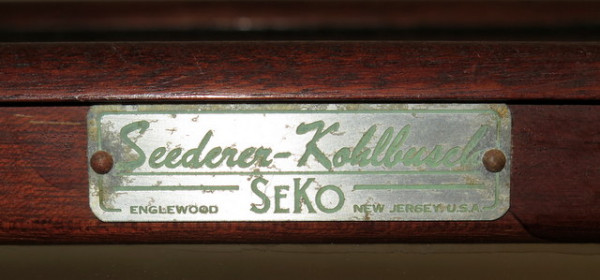 Seederer-Kohlbusch
SEKO
ENGLEWOOD NEW JERSEY, U.S.A.